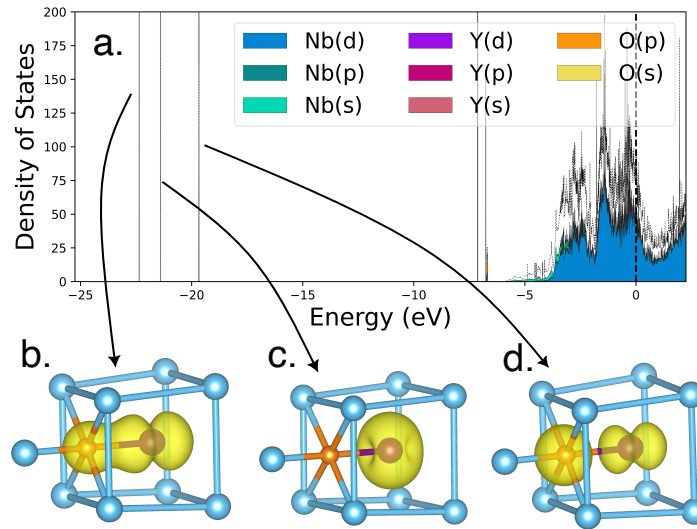 a.
Density of States
200
175
150
125
100
75
50
25
0
Nb(d) Y(d) O(p)
Nb(p) Y(p) O(s)
Nb(s) Y(s)
−25 −20 −15 −10 −5 0
Energy (eV)
b. c. d.